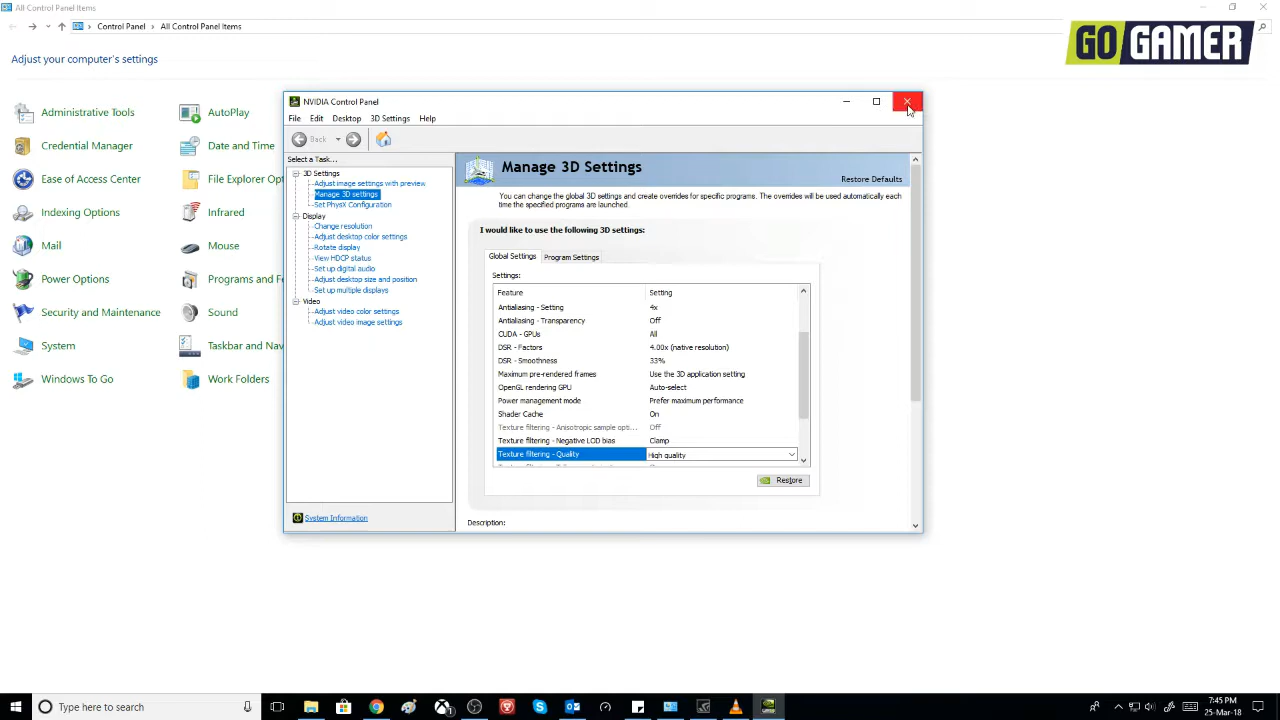 All Control Panel Items
Control Panel > All Control Panel Items
GO GAMER
Adjust your computer's settings
Administrative Tools
AutoPlay
Credential Manager
Date and Time
Ease of Access Center
File Explorer Opt
Indexing Options
Infrared
Mail
Mouse
Power Options
Programs and Fe
Security and Maintenance
Sound
System
Taskbar and Nav
Windows To Go
Work Folders
NVIDIA Control Panel
File Edit Desktop 3D Settings Help
Back
Select a Task...
3D Settings
Adjust image settings with preview
Manage 3D settings
Set PhysX Configuration
Display
Change resolution
Adjust desktop color settings
Rotate display
View HDCP status
Set up digital audio
Adjust desktop size and position
Set up multiple displays
Video
Adjust video color settings
Adjust video image settings
System Information
Manage 3D Settings
Restore Defaults
You can change the global 3D settings and create overrides for specific programs. The overrides will be used automatically each
time the specified programs are launched.
I would like to use the following 3D settings:
Global Settings Program Settings
Settings:
Feature Setting
Antialiasing - Setting 4x
Antialiasing - Transparency Off
CUDA - GPUs All
DSR - Factors 4.00x (native resolution)
DSR - Smoothness 33%
Maximum pre-rendered frames Use the 3D application setting
OpenGL rendering GPU Auto-select
Power management mode Prefer maximum performance
Shader Cache On
Texture filtering - Anisotropic sample opti... Off
Texture filtering - Negative LOD bias Clamp
Texture filtering - Quality High quality
Restore
Description:
Type here to search
7:45 PM
25-Mar-18